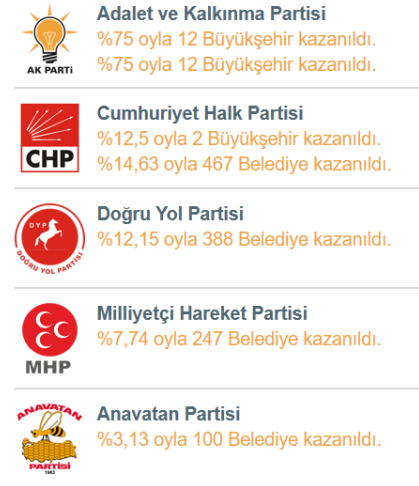 Adalet ve Kalkınma Partisi
%75 oyla 12 Büyükşehir kazanıldı.
%75 oyla 12 Büyükşehir kazanıldı.
AK PARTi
Cumhuriyet Halk Partisi
%12,5 oyla 2 Büyükşehir kazanıldı.
%14,63 oyla 467 Belediye kazanıldı.
CHP
Doğru Yol Partisi
%12,15 oyla 388 Belediye kazanıldı.
DYP
DOĞRU YOL PARTİSİ
Milliyetçi Hareket Partisi
%7,74 oyla 247 Belediye kazanıldı.
MHP
Anavatan Partisi
%3,13 oyla 100 Belediye kazanıldı.
ANAVATAN
PARTİSİ
1983